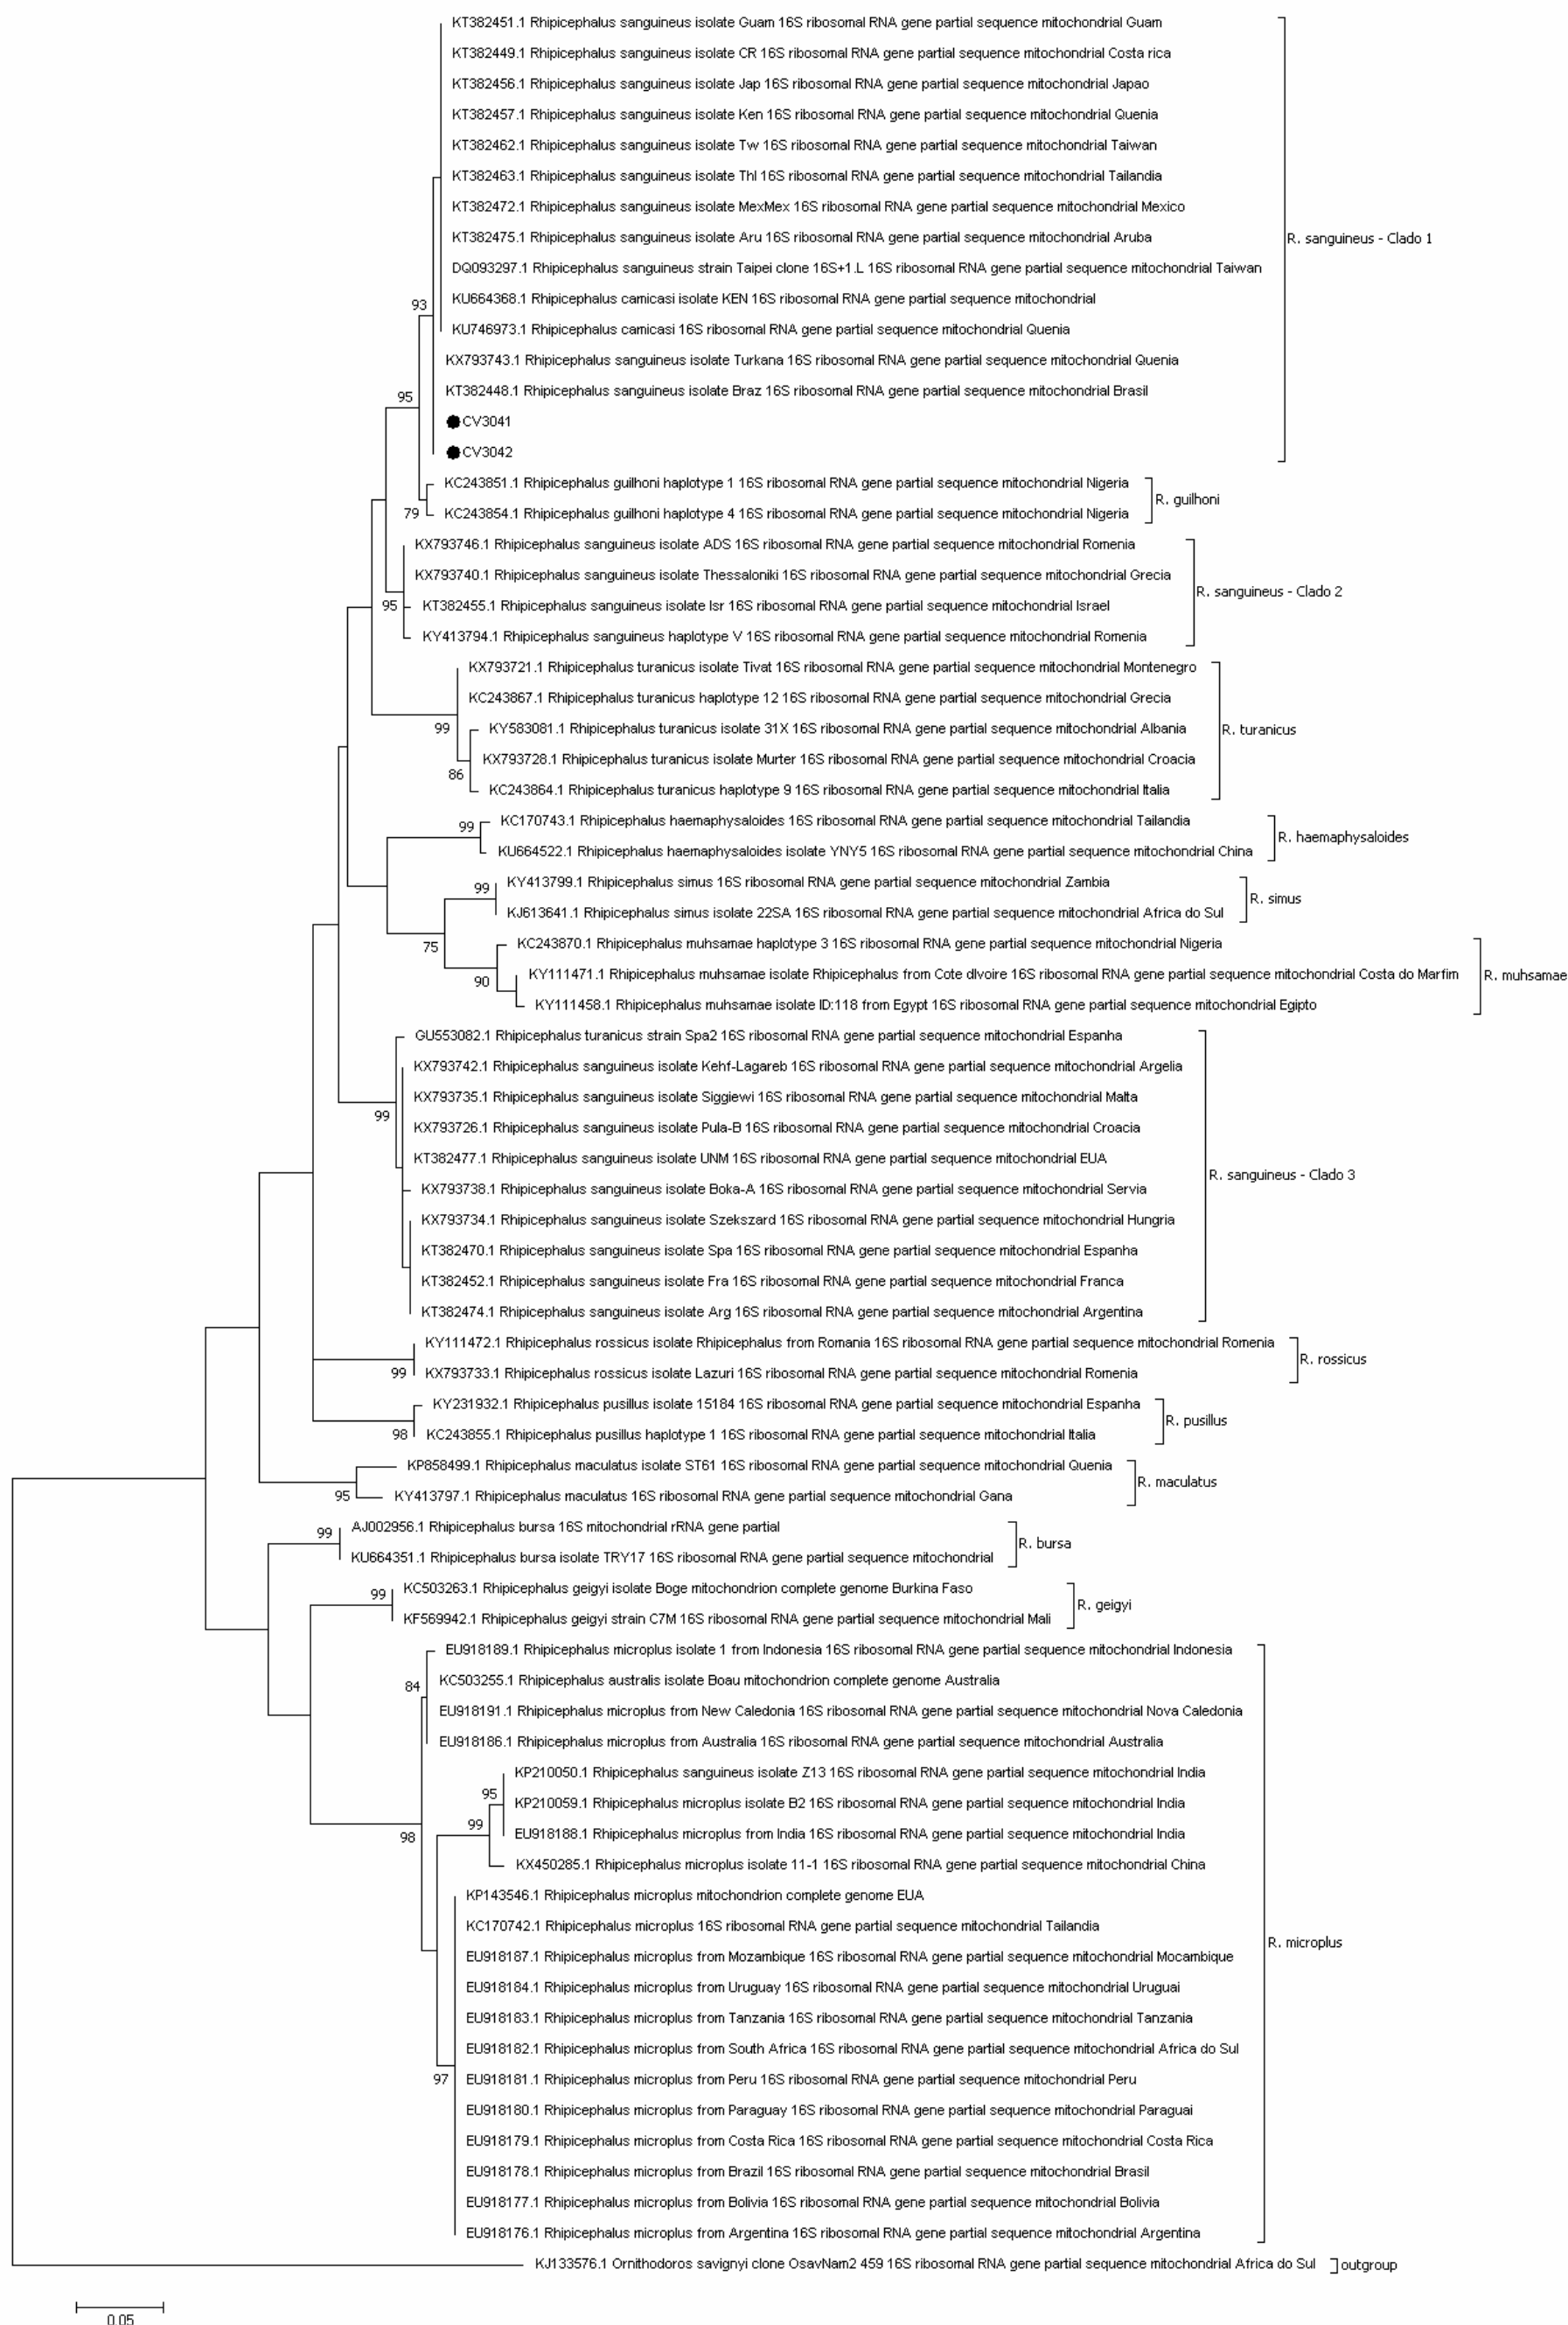 KT382451.1 Rhipicephalus sanguineus isolate Guam 16S ribosomal RNA gene partial sequence mitochondrial Guam
KT382449.1 Rhipicephalus sanguineus isolate CR 16S ribosomal RNA gene partial sequence mitochondrial Costa rica
KT382456.1 Rhipicephalus sanguineus isolate Jap 16S ribosomal RNA gene partial sequence mitochondrial Japao
KT382457.1 Rhipicephalus sanguineus isolate Ken 16S ribosomal RNA gene partial sequence mitochondrial Quenia
KT382462.1 Rhipicephalus sanguineus isolate Tw 16S ribosomal RNA gene partial sequence mitochondrial Taiwan
KT382463.1 Rhipicephalus sanguineus isolate Thl 16S ribosomal RNA gene partial sequence mitochondrial Tailandia
KT382472.1 Rhipicephalus sanguineus isolate MexMex 16S ribosomal RNA gene partial sequence mitochondrial Mexico
KT382475.1 Rhipicephalus sanguineus isolate Aru 16S ribosomal RNA gene partial sequence mitochondrial Aruba
R. sanguineus - Clado 1
DQ093297.1 Rhipicephalus sanguineus strain Taipei clone 16S+1.L 16S ribosomal RNA gene partial sequence mitochondrial Taiwan
KU664368.1 Rhipicephalus camicasi isolate KEN 16S ribosomal RNA gene partial sequence mitochondrial
93
KU746973.1 Rhipicephalus camicasi 16S ribosomal RNA gene partial sequence mitochondrial Quenia
KX793743.1 Rhipicephalus sanguineus isolate Turkana 16S ribosomal RNA gene partial sequence mitochondrial Quenia
KT382448.1 Rhipicephalus sanguineus isolate Braz 16S ribosomal RNA gene partial sequence mitochondrial Brasil
95
CV3041
CV3042
KC243851.1 Rhipicephalus guilhoni haplotype 1 16S ribosomal RNA gene partial sequence mitochondrial Nigeria
R. guilhoni
79
KC243854.1 Rhipicephalus guilhoni haplotype 4 16S ribosomal RNA gene partial sequence mitochondrial Nigeria
KX793746.1 Rhipicephalus sanguineus isolate ADS 16S ribosomal RNA gene partial sequence mitochondrial Romenia
KX793740.1 Rhipicephalus sanguineus isolate Thessaloniki 16S ribosomal RNA gene partial sequence mitochondrial Grecia
R. sanguineus - Clado 2
95
KT382455.1 Rhipicephalus sanguineus isolate Isr 16S ribosomal RNA gene partial sequence mitochondrial Israel
KY413794.1 Rhipicephalus sanguineus haplotype V 16S ribosomal RNA gene partial sequence mitochondrial Romenia
KX793721.1 Rhipicephalus turanicus isolate Tivat 16S ribosomal RNA gene partial sequence mitochondrial Montenegro
KC243867.1 Rhipicephalus turanicus haplotype 12 16S ribosomal RNA gene partial sequence mitochondrial Grecia
99
KY583081.1 Rhipicephalus turanicus isolate 31X 16S ribosomal RNA gene partial sequence mitochondrial Albania
R. turanicus
KX793728.1 Rhipicephalus turanicus isolate Murter 16S ribosomal RNA gene partial sequence mitochondrial Croacia
86
KC243864.1 Rhipicephalus turanicus haplotype 9 16S ribosomal RNA gene partial sequence mitochondrial Italia
99
KC170743.1 Rhipicephalus haemaphysaloides 16S ribosomal RNA gene partial sequence mitochondrial Tailandia
R. haemaphysaloides
KU664522.1 Rhipicephalus haemaphysaloides isolate YNY5 16S ribosomal RNA gene partial sequence mitochondrial China
99
KY413799.1 Rhipicephalus simus 16S ribosomal RNA gene partial sequence mitochondrial Zambia
R. simus
KJ613641.1 Rhipicephalus simus isolate 22SA 16S ribosomal RNA gene partial sequence mitochondrial Africa do Sul
75
KC243870.1 Rhipicephalus muhsamae haplotype 3 16S ribosomal RNA gene partial sequence mitochondrial Nigeria
90
KY111471.1 Rhipicephalus muhsamae isolate Rhipicephalus from Cote dIvoire 16S ribosomal RNA gene partial sequence mitochondrial Costa do Marfim
R. muhsamae
KY111458.1 Rhipicephalus muhsamae isolate ID:118 from Egypt 16S ribosomal RNA gene partial sequence mitochondrial Egipto
GU553082.1 Rhipicephalus turanicus strain Spa2 16S ribosomal RNA gene partial sequence mitochondrial Espanha
KX793742.1 Rhipicephalus sanguineus isolate Kehf-Lagareb 16S ribosomal RNA gene partial sequence mitochondrial Argelia
KX793735.1 Rhipicephalus sanguineus isolate Siggiewi 16S ribosomal RNA gene partial sequence mitochondrial Malta
99
KX793726.1 Rhipicephalus sanguineus isolate Pula-B 16S ribosomal RNA gene partial sequence mitochondrial Croacia
KT382477.1 Rhipicephalus sanguineus isolate UNM 16S ribosomal RNA gene partial sequence mitochondrial EUA
R. sanguineus - Clado 3
KX793738.1 Rhipicephalus sanguineus isolate Boka-A 16S ribosomal RNA gene partial sequence mitochondrial Servia
KX793734.1 Rhipicephalus sanguineus isolate Szekszard 16S ribosomal RNA gene partial sequence mitochondrial Hungria
KT382470.1 Rhipicephalus sanguineus isolate Spa 16S ribosomal RNA gene partial sequence mitochondrial Espanha
KT382452.1 Rhipicephalus sanguineus isolate Fra 16S ribosomal RNA gene partial sequence mitochondrial Franca
KT382474.1 Rhipicephalus sanguineus isolate Arg 16S ribosomal RNA gene partial sequence mitochondrial Argentina
KY111472.1 Rhipicephalus rossicus isolate Rhipicephalus from Romania 16S ribosomal RNA gene partial sequence mitochondrial Romenia
R. rossicus
99
KX793733.1 Rhipicephalus rossicus isolate Lazuri 16S ribosomal RNA gene partial sequence mitochondrial Romenia
KY231932.1 Rhipicephalus pusillus isolate 15184 16S ribosomal RNA gene partial sequence mitochondrial Espanha
R. pusillus
98
KC243855.1 Rhipicephalus pusillus haplotype 1 16S ribosomal RNA gene partial sequence mitochondrial Italia
KP858499.1 Rhipicephalus maculatus isolate ST61 16S ribosomal RNA gene partial sequence mitochondrial Quenia
R. maculatus
95
KY413797.1 Rhipicephalus maculatus 16S ribosomal RNA gene partial sequence mitochondrial Gana
99
AJ002956.1 Rhipicephalus bursa 16S mitochondrial rRNA gene partial
R. bursa
KU664351.1 Rhipicephalus bursa isolate TRY17 16S ribosomal RNA gene partial sequence mitochondrial
99
KC503263.1 Rhipicephalus geigyi isolate Boge mitochondrion complete genome Burkina Faso
R. geigyi
KF569942.1 Rhipicephalus geigyi strain C7M 16S ribosomal RNA gene partial sequence mitochondrial Mali
EU918189.1 Rhipicephalus microplus isolate 1 from Indonesia 16S ribosomal RNA gene partial sequence mitochondrial Indonesia
84
KC503255.1 Rhipicephalus australis isolate Boau mitochondrion complete genome Australia
EU918191.1 Rhipicephalus microplus from New Caledonia 16S ribosomal RNA gene partial sequence mitochondrial Nova Caledonia
EU918186.1 Rhipicephalus microplus from Australia 16S ribosomal RNA gene partial sequence mitochondrial Australia
KP210050.1 Rhipicephalus sanguineus isolate Z13 16S ribosomal RNA gene partial sequence mitochondrial India
95
KP210059.1 Rhipicephalus microplus isolate B2 16S ribosomal RNA gene partial sequence mitochondrial India
99
EU918188.1 Rhipicephalus microplus from India 16S ribosomal RNA gene partial sequence mitochondrial India
98
KX450285.1 Rhipicephalus microplus isolate 11-1 16S ribosomal RNA gene partial sequence mitochondrial China
KP143546.1 Rhipicephalus microplus mitochondrion complete genome EUA
KC170742.1 Rhipicephalus microplus 16S ribosomal RNA gene partial sequence mitochondrial Tailandia
R. microplus
EU918187.1 Rhipicephalus microplus from Mozambique 16S ribosomal RNA gene partial sequence mitochondrial Mocambique
EU918184.1 Rhipicephalus microplus from Uruguay 16S ribosomal RNA gene partial sequence mitochondrial Uruguai
EU918183.1 Rhipicephalus microplus from Tanzania 16S ribosomal RNA gene partial sequence mitochondrial Tanzania
EU918182.1 Rhipicephalus microplus from South Africa 16S ribosomal RNA gene partial sequence mitochondrial Africa do Sul
97
EU918181.1 Rhipicephalus microplus from Peru 16S ribosomal RNA gene partial sequence mitochondrial Peru
EU918180.1 Rhipicephalus microplus from Paraguay 16S ribosomal RNA gene partial sequence mitochondrial Paraguai
EU918179.1 Rhipicephalus microplus from Costa Rica 16S ribosomal RNA gene partial sequence mitochondrial Costa Rica
EU918178.1 Rhipicephalus microplus from Brazil 16S ribosomal RNA gene partial sequence mitochondrial Brasil
EU918177.1 Rhipicephalus microplus from Bolivia 16S ribosomal RNA gene partial sequence mitochondrial Bolivia
EU918176.1 Rhipicephalus microplus from Argentina 16S ribosomal RNA gene partial sequence mitochondrial Argentina
KJ133576.1 Ornithodoros savignyi clone OsavNam2 459 16S ribosomal RNA gene partial sequence mitochondrial Africa do Sul
outgroup
0.05